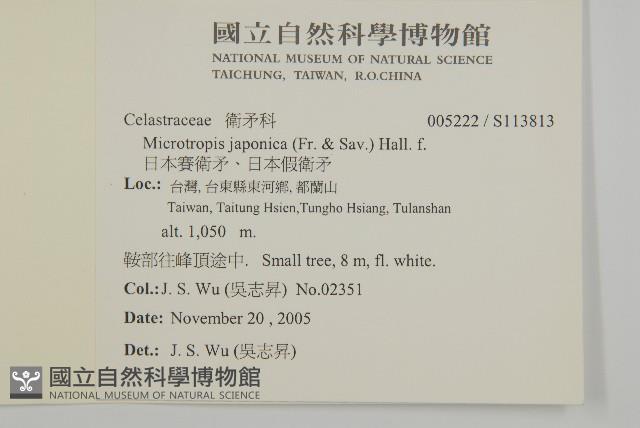 國立自然科學博物館
NATIONAL MUSEUM OF NATURAL SCIENCE
TAICHUNG, TAIWAN, R.O.CHINA
Celastraceae 衛矛科 005222 / S113813
Microtropis japonica (Fr. & Sav.) Hall. f.
日本賽衛矛、日本假衛矛
Loc.: 台灣, 台東縣東河鄉, 都蘭山
Taiwan, Taitung Hsien,Tungho Hsiang, Tulanshan
alt. 1,050 m.
鞍部往峰頂途中. Small tree, 8 m, fl. white.
Col.: J. S. Wu (吳志昇) No.02351
Date: November 20 , 2005
Det.: J. S. Wu (吳志昇)
國立自然科學博物館
NATIONAL MUSEUM OF NATURAL SCIENCE